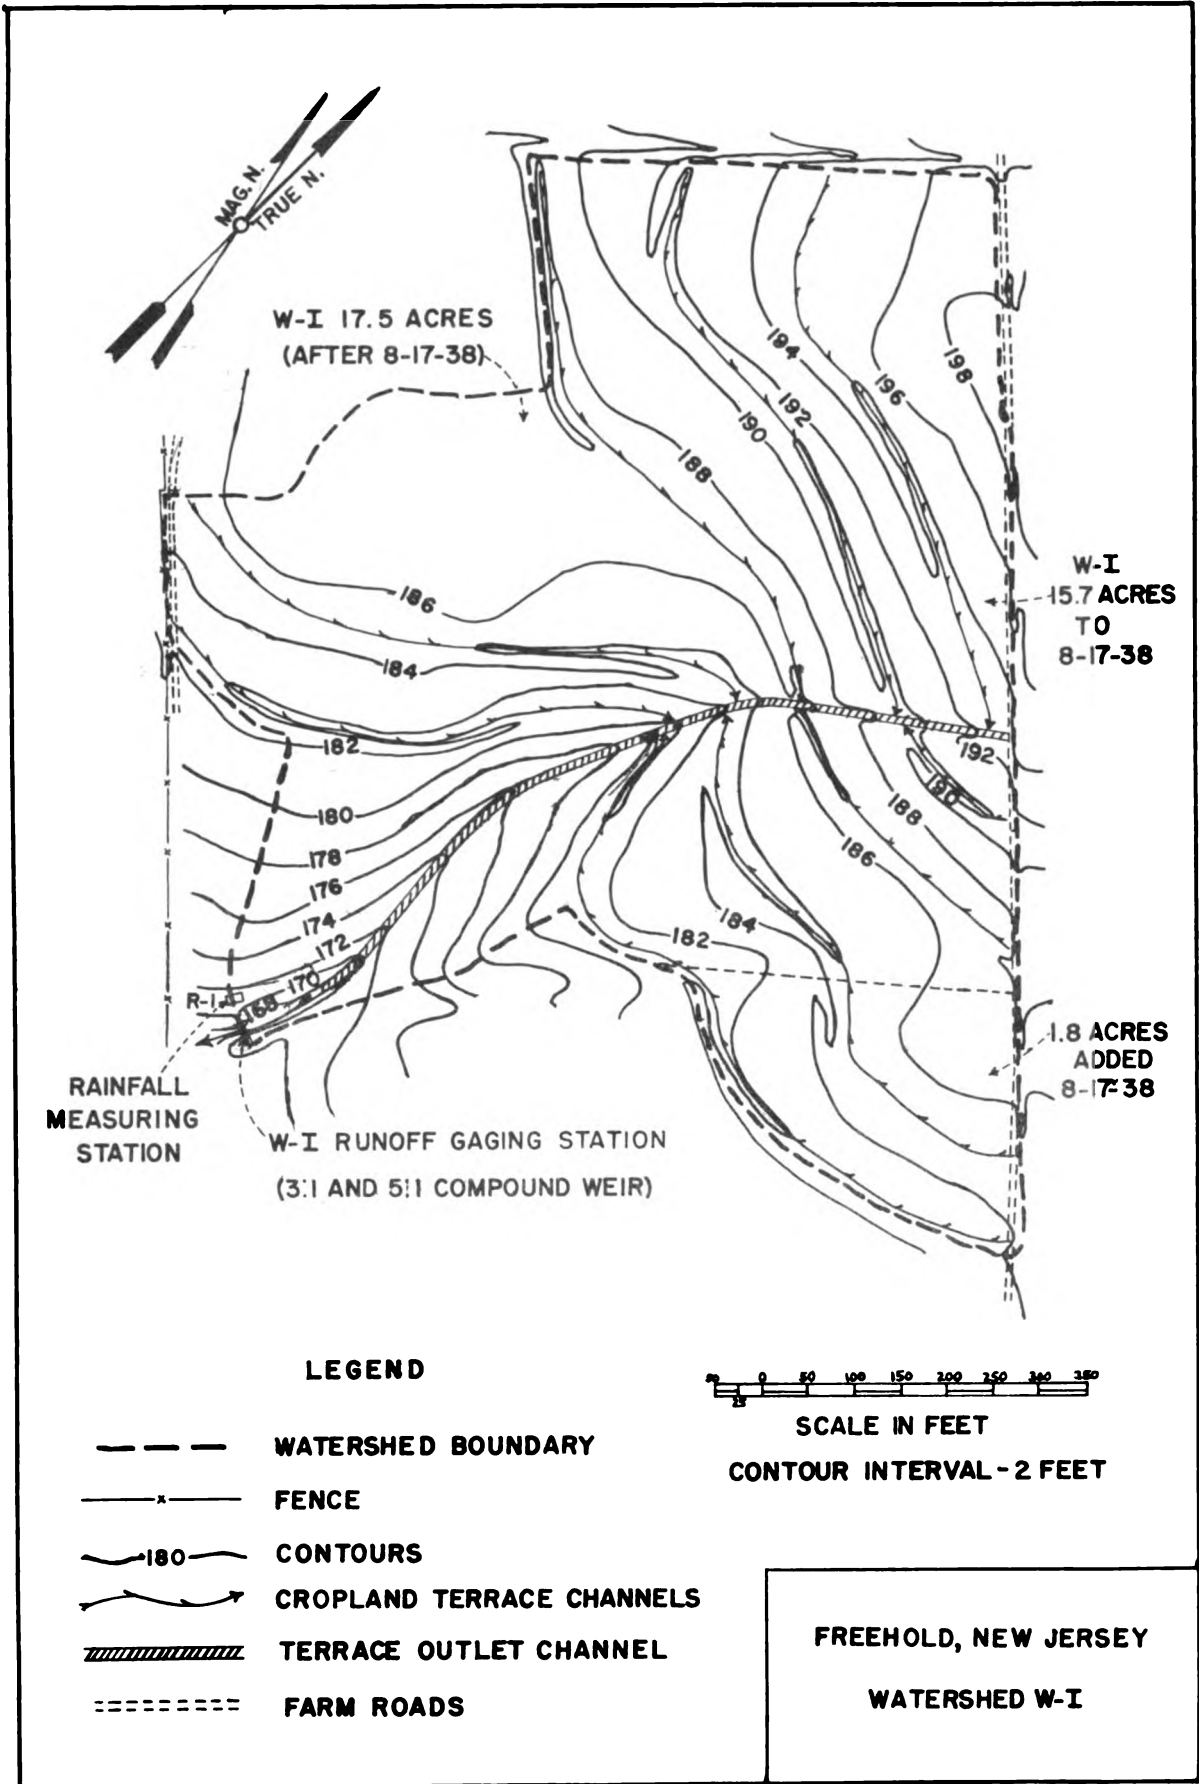 MAG. N.
TRUE N.
W-I 17.5 ACRES
(AFTER 8-17-38)
194
198
196
192
190
188
W-I
15.7 ACRES
TO
8-17-38
186
184
182
192
190
180
188
178
186
176
174
184
172
182
170
R-1
168
1.8 ACRES
ADDED
8-17-38
RAINFALL
MEASURING
STATION
W-I RUNOFF GAGING STATION
(3:1 AND 5:1 COMPOUND WEIR)
LEGEND
50 0 50 100 150 200 250 300 350
25
SCALE IN FEET
CONTOUR INTERVAL - 2 FEET
WATERSHED BOUNDARY
FENCE
180 CONTOURS
CROPLAND TERRACE CHANNELS
TERRACE OUTLET CHANNEL
FARM ROADS
FREEHOLD, NEW JERSEY
WATERSHED W-I